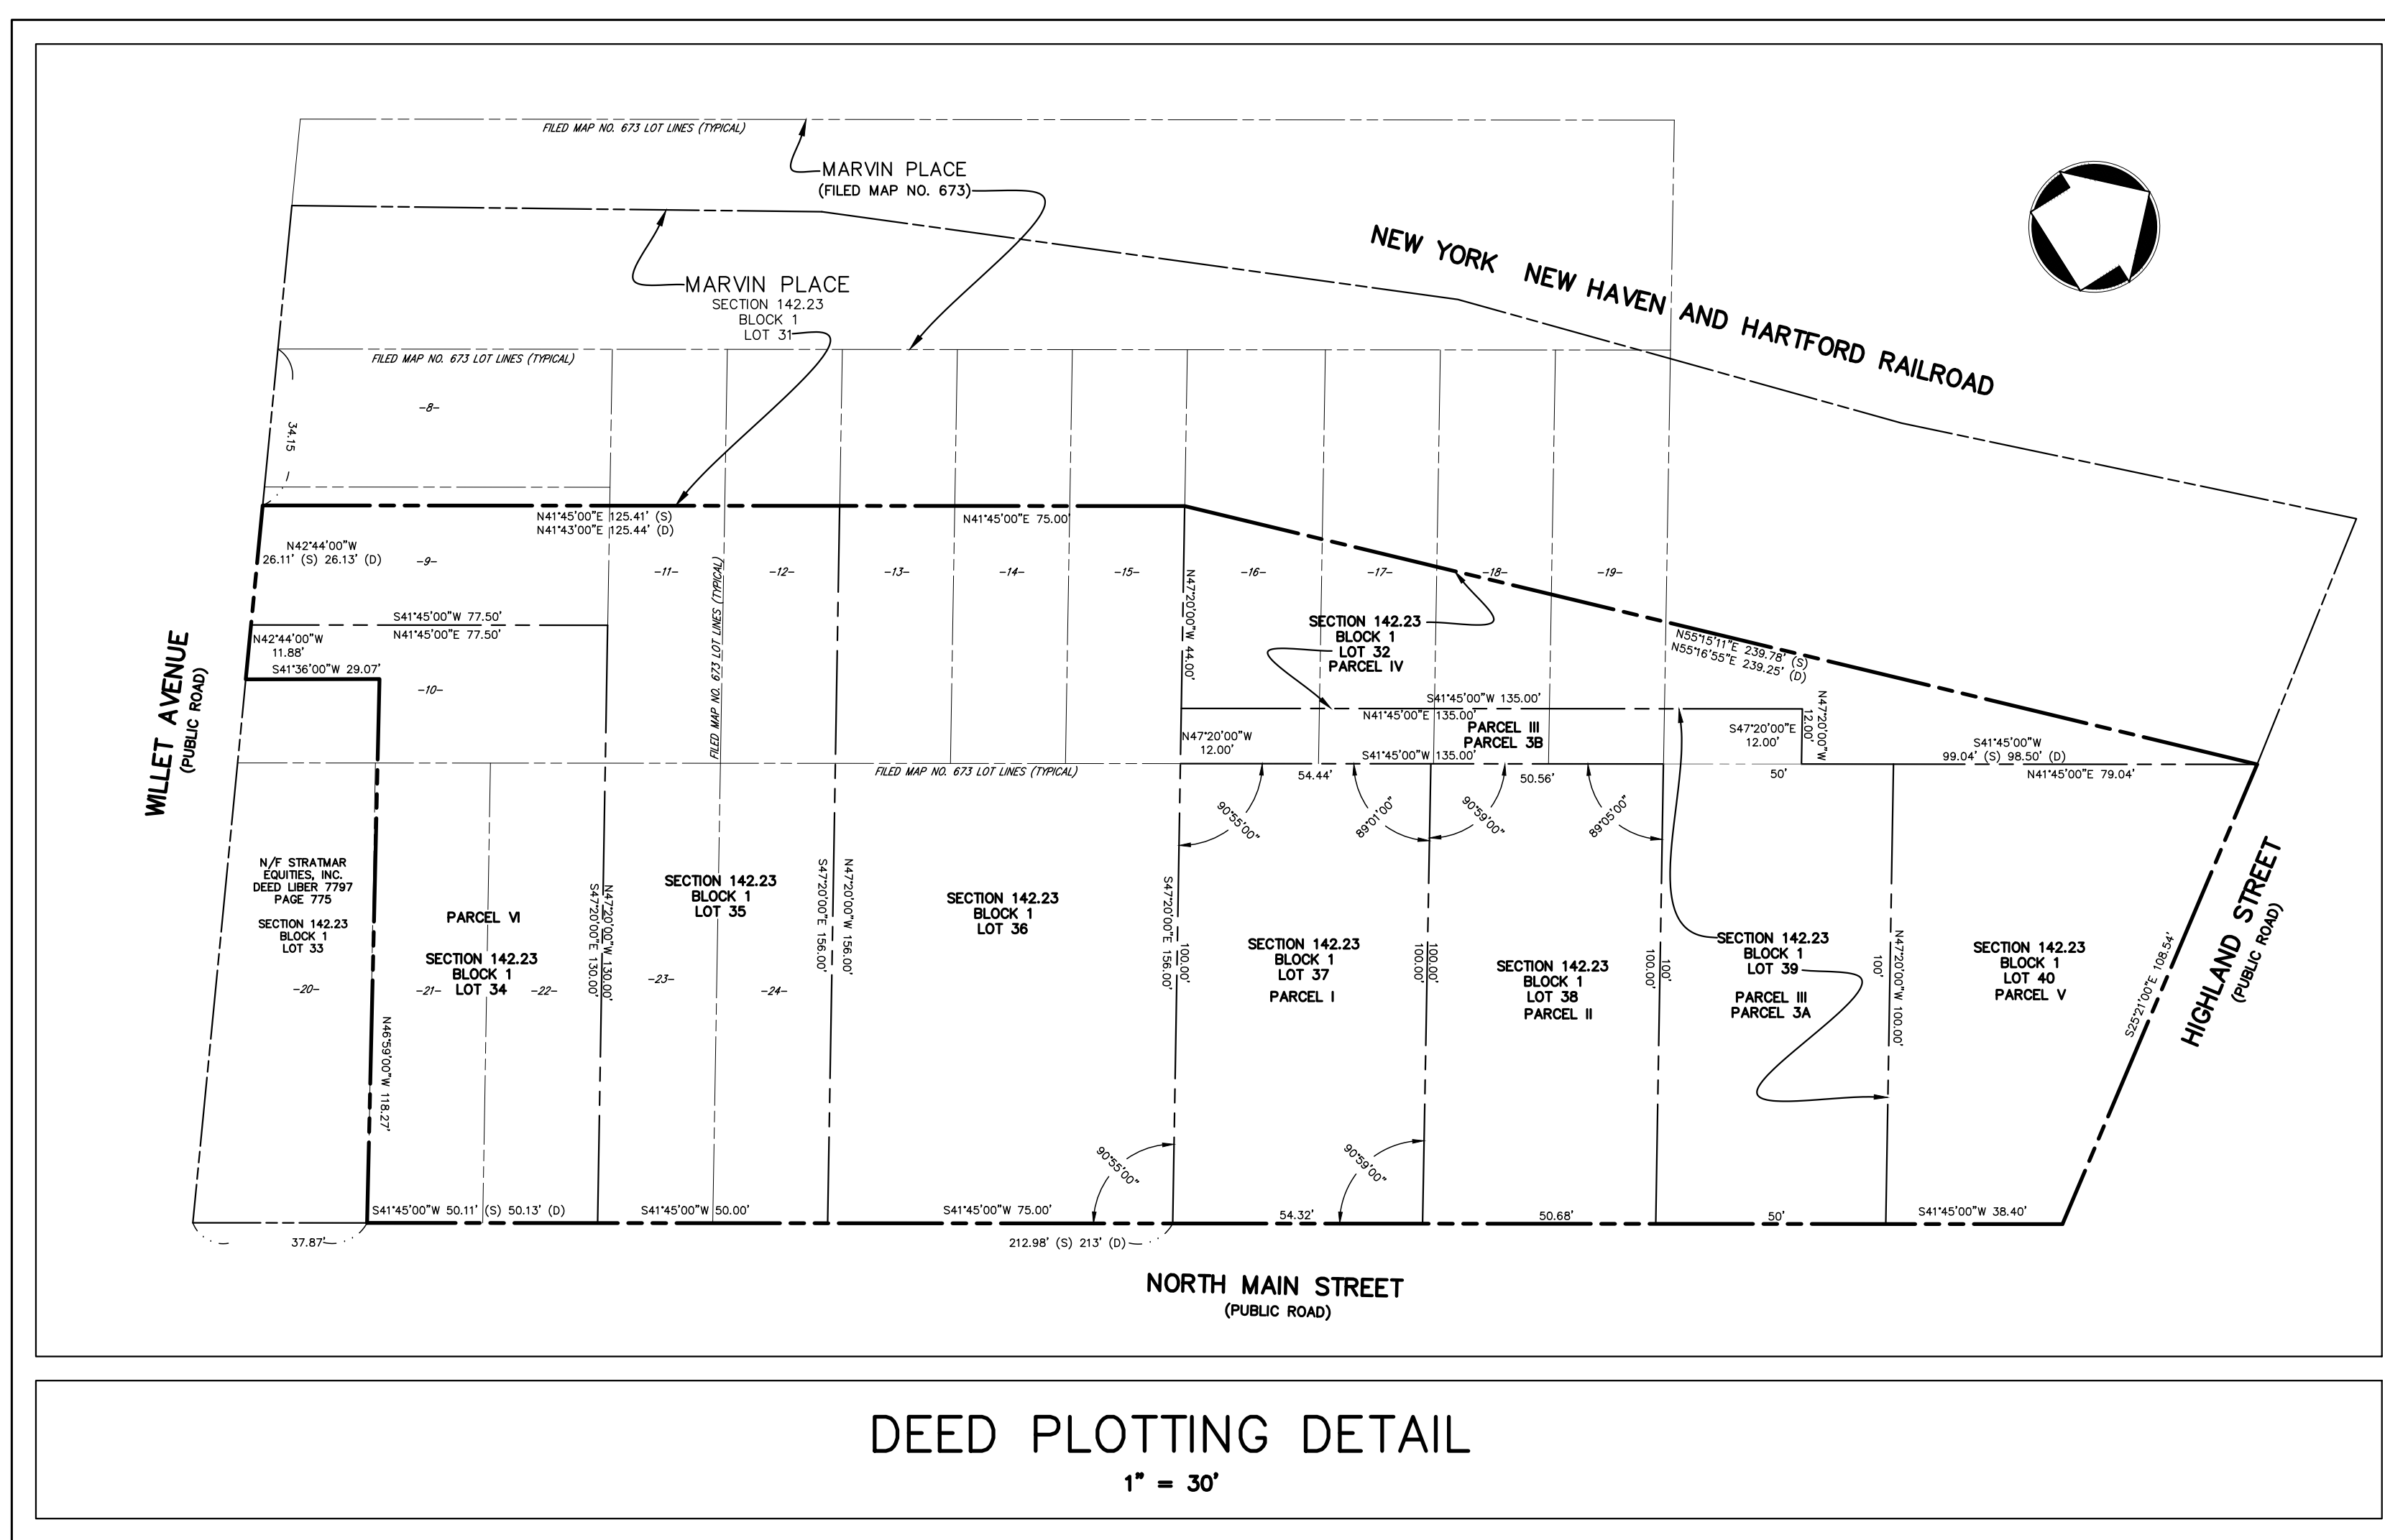 FILED MAP NO. 673 LOT LINES (TYPICAL)
MARVIN PLACE
(FILED MAP NO. 673)
NEW YORK NEW HAVEN AND HARTFORD RAILROAD
MARVIN PLACE
SECTION 142.23
BLOCK 1
LOT 31
FILED MAP NO. 673 LOT LINES (TYPICAL)
-8-
34.15
N41°45'00"E 125.41' (S)
N41°43'00"E 125.44' (D)
N41°45'00"E 75.00'
N42°44'00"W
26.11' (S) 26.13' (D)
-9-
-11-
-12-
-13-
-14-
-15-
-16-
-17-
-18-
-19-
FILED MAP NO. 673 LOT LINES (TYPICAL)
N47°20'00"W 44.00'
SECTION 142.23
BLOCK 1
LOT 32
PARCEL IV
N55°15'11"E 239.78' (S)
N55°16'55"E 239.25' (D)
S41°45'00"W 77.50'
N41°45'00"E 77.50'
N42°44'00"W
11.88'
S41°36'00"W 29.07'
-10-
WILLET AVENUE
(PUBLIC ROAD)
S41°45'00"W 135.00'
N41°45'00"E 135.00'
PARCEL III
PARCEL 3B
N47°20'00"W
12.00'
S41°45'00"W 135.00'
S47°20'00"E
12.00'
N47°20'00"W
12.00'
S41°45'00"W
99.04' (S) 98.50' (D)
N41°45'00"E 79.04'
FILED MAP NO. 673 LOT LINES (TYPICAL)
54.44'
50.56'
50'
90°55'00"
89°01'00"
90°59'00"
89°05'00"
N/F STRATMAR
EQUITIES, INC.
DEED LIBER 7797
PAGE 775
SECTION 142.23
BLOCK 1
LOT 33
-20-
PARCEL VI
SECTION 142.23
BLOCK 1
LOT 34
-21-
-22-
N46°59'00"W 118.27'
S47°20'00"E 130.00'
N47°20'00"W 130.00'
SECTION 142.23
BLOCK 1
LOT 35
-23-
-24-
S47°20'00"E 156.00'
N47°20'00"W 156.00'
SECTION 142.23
BLOCK 1
LOT 36
S47°20'00"E 156.00'
100.00'
SECTION 142.23
BLOCK 1
LOT 37
PARCEL I
100.00'
100.00'
SECTION 142.23
BLOCK 1
LOT 38
PARCEL II
100.00'
100'
SECTION 142.23
BLOCK 1
LOT 39
PARCEL III
PARCEL 3A
100'
N47°20'00"W 100.00'
SECTION 142.23
BLOCK 1
LOT 40
PARCEL V
S25°21'00"E 108.54'
HIGHLAND STREET
(PUBLIC ROAD)
90°55'00"
90°59'00"
S41°45'00"W 50.11' (S) 50.13' (D)
S41°45'00"W 50.00'
S41°45'00"W 75.00'
54.32'
50.68'
50'
S41°45'00"W 38.40'
37.87'
212.98' (S) 213' (D)
NORTH MAIN STREET
(PUBLIC ROAD)
DEED PLOTTING DETAIL
1" = 30'